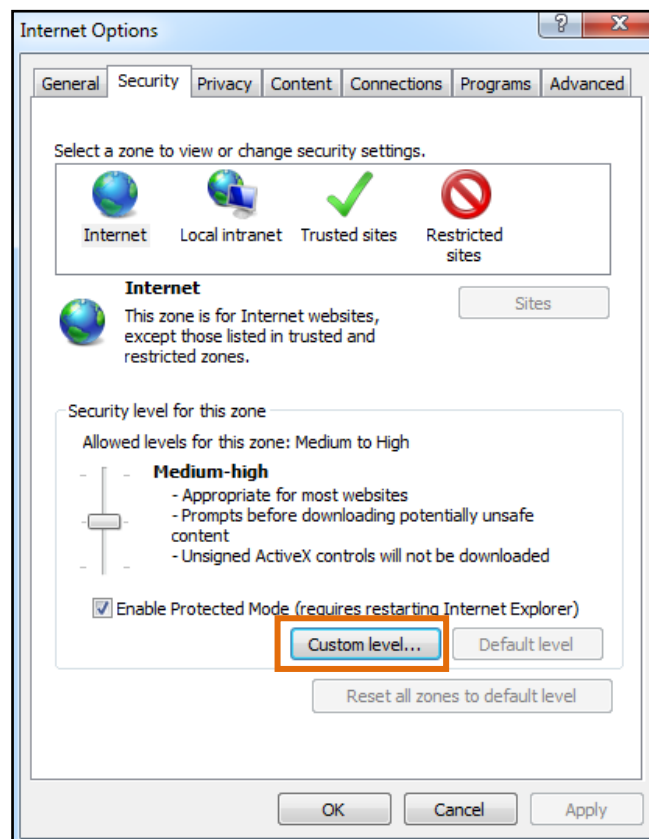 Internet Options
? X
General Security Privacy Content Connections Programs Advanced
Select a zone to view or change security settings.
Internet Local intranet Trusted sites Restricted
sites
Internet
This zone is for Internet websites,
except those listed in trusted and
restricted zones.
Sites
Security level for this zone
Allowed levels for this zone: Medium to High
Medium-high
- Appropriate for most websites
- Prompts before downloading potentially unsafe
content
- Unsigned ActiveX controls will not be downloaded
Enable Protected Mode (requires restarting Internet Explorer)
Custom level... Default level
Reset all zones to default level
OK Cancel Apply